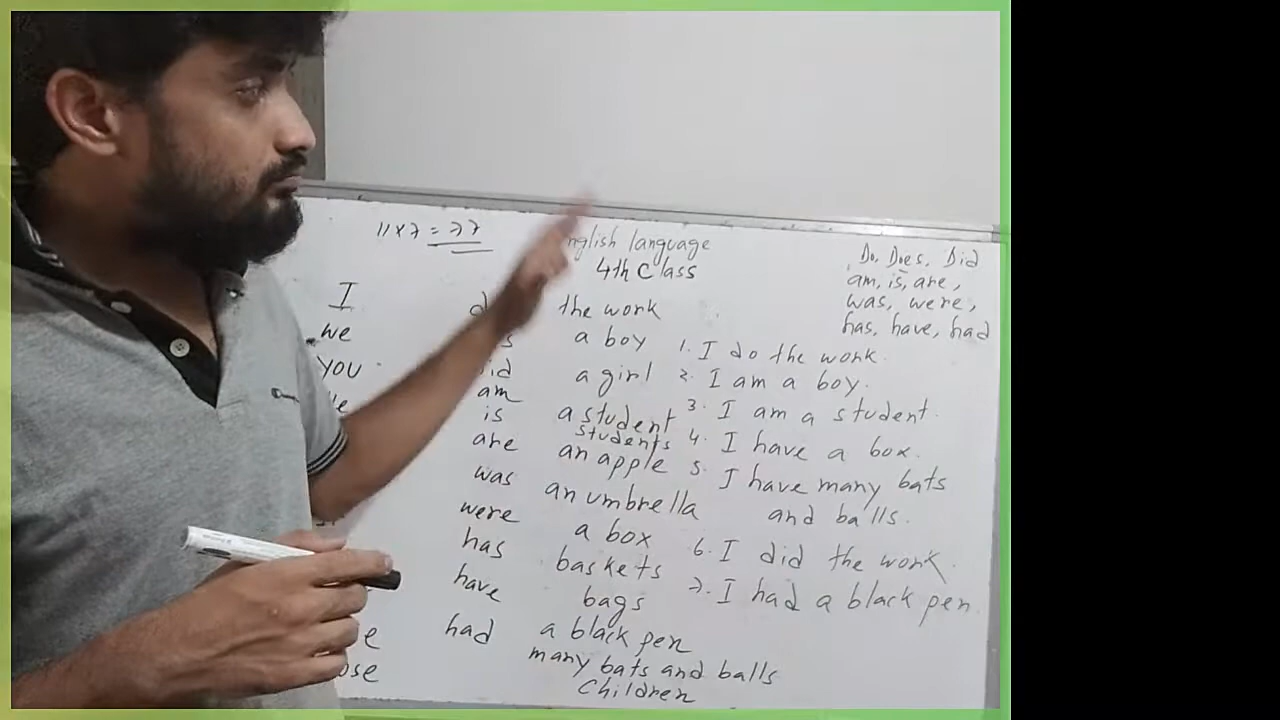 11 x 7 = 77
English language
4th Class
Do, Does, Did
am, is, are,
was, were,
has, have, had
I
we
you
the work
a boy
a girl
am
is
a student
students
are
an apple
was
an umbrella
were
a box
has
baskets
have
bags
had
a black pen
many bats and balls
Children
1. I do the work.
2. I am a boy.
3. I am a student.
4. I have a box.
5. I have many bats
and balls.
6. I did the work.
7. I had a black pen.